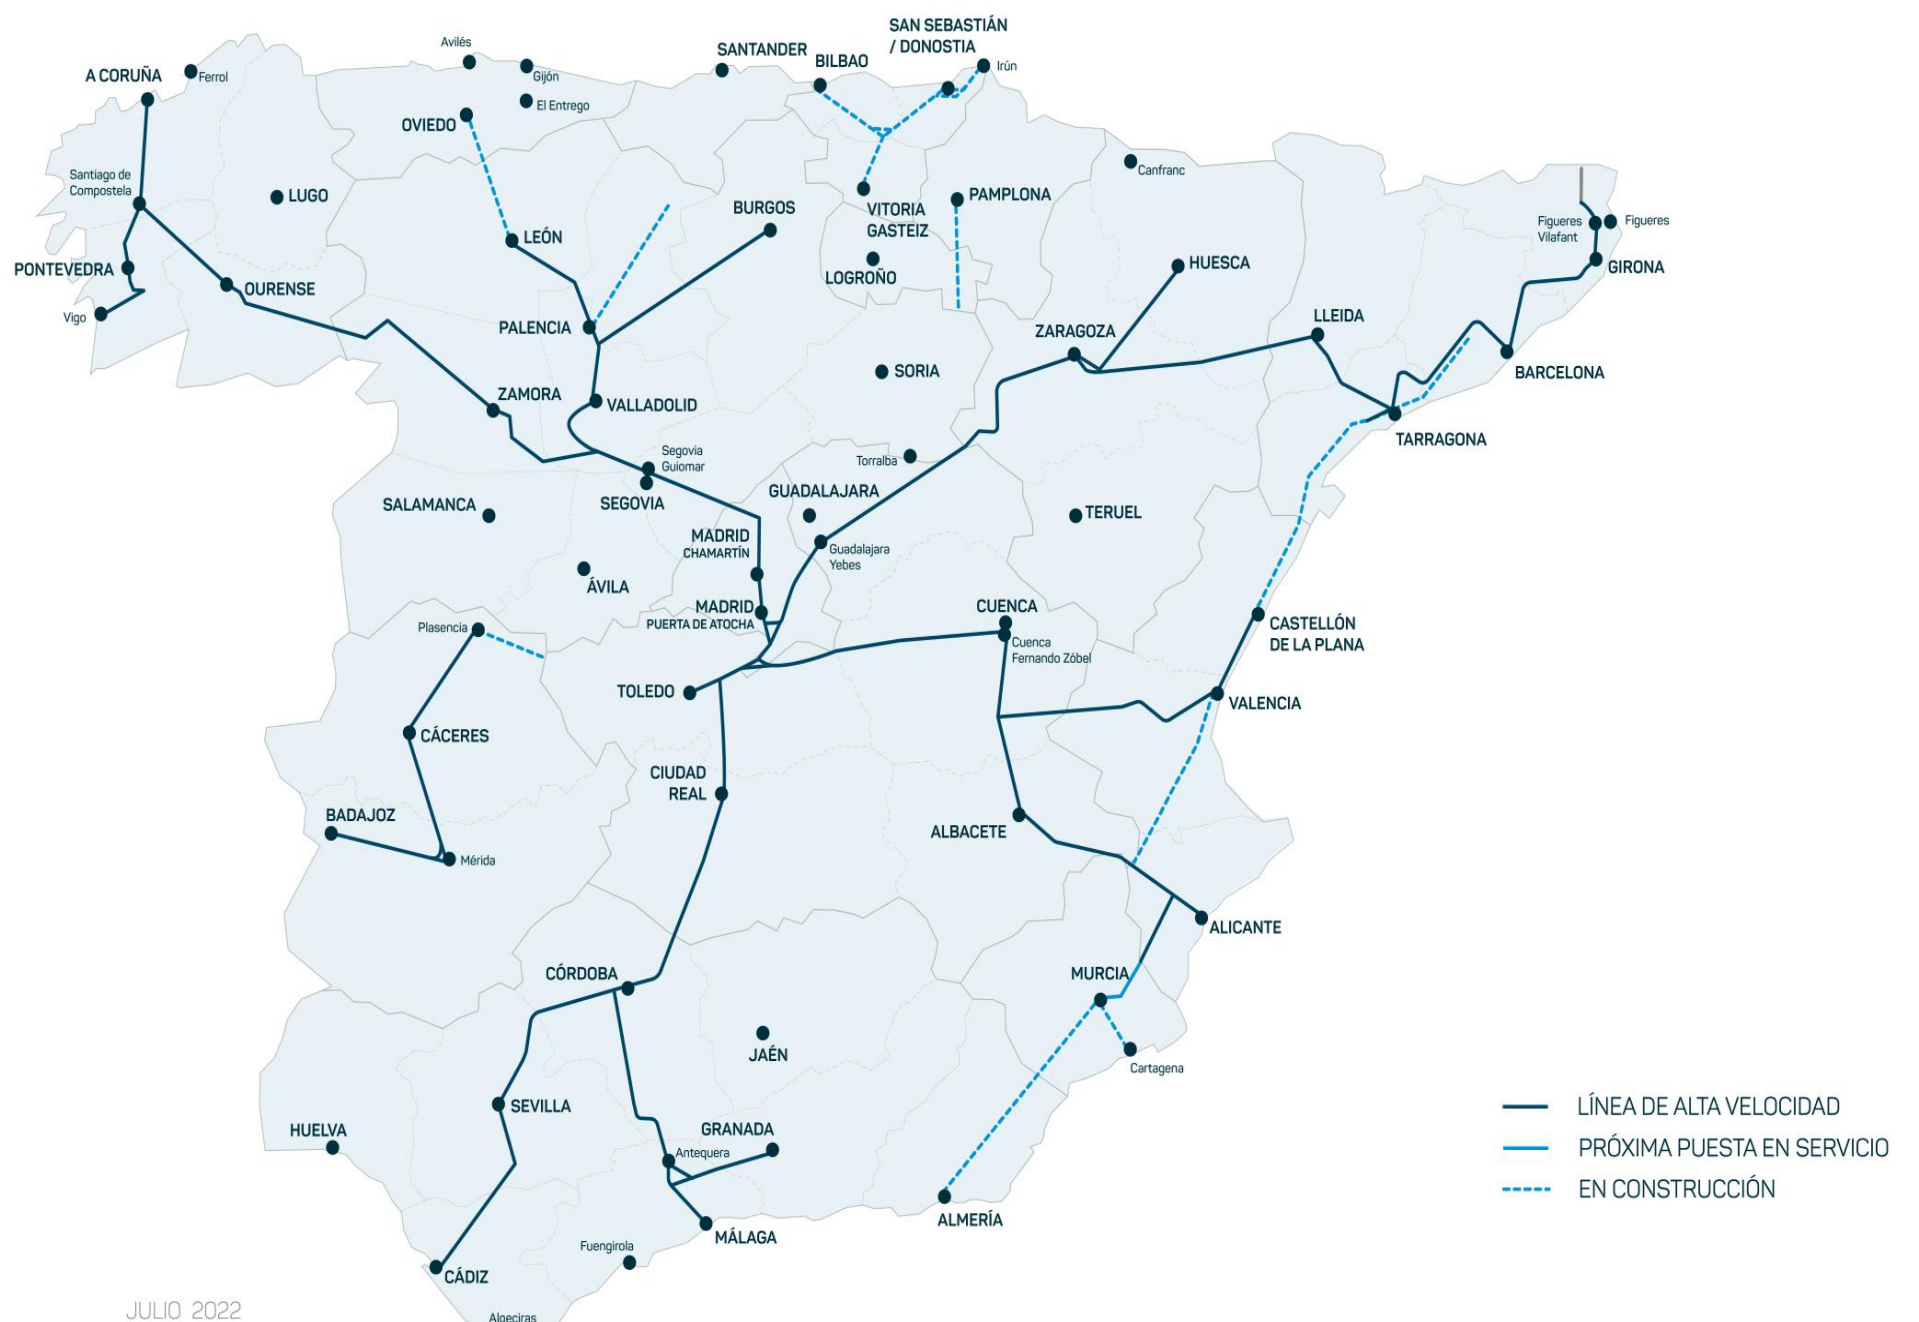 SAN SEBASTIÁN
/ DONOSTIA
Avilés
SANTANDER
BILBAO
Irún
A CORUÑA
Ferrol
Gijón
El Entrego
OVIEDO
Canfranc
Santiago de
Compostela
LUGO
VITORIA
GASTEIZ
PAMPLONA
BURGOS
LEÓN
Figueres
Vilafant
Figueres
PONTEVEDRA
OURENSE
LOGROÑO
HUESCA
GIRONA
Vigo
PALENCIA
ZARAGOZA
LLEIDA
SORIA
BARCELONA
ZAMORA
VALLADOLID
TARRAGONA
Segovia
Guiomar
Torralba
SALAMANCA
SEGOVIA
GUADALAJARA
TERUEL
MADRID
CHAMARTÍN
Guadalajara
Yebes
ÁVILA
MADRID
PUERTA DE ATOCHA
CUENCA
Plasencia
Cuenca
Fernando Zóbel
CASTELLÓN
DE LA PLANA
TOLEDO
VALENCIA
CÁCERES
CIUDAD
REAL
BADAJOZ
ALBACETE
Mérida
ALICANTE
CÓRDOBA
MURCIA
JAÉN
Cartagena
SEVILLA
HUELVA
GRANADA
Antequera
ALMERÍA
MÁLAGA
Fuengirola
CÁDIZ
Algeciras
LÍNEA DE ALTA VELOCIDAD
PRÓXIMA PUESTA EN SERVICIO
EN CONSTRUCCIÓN
JULIO 2022